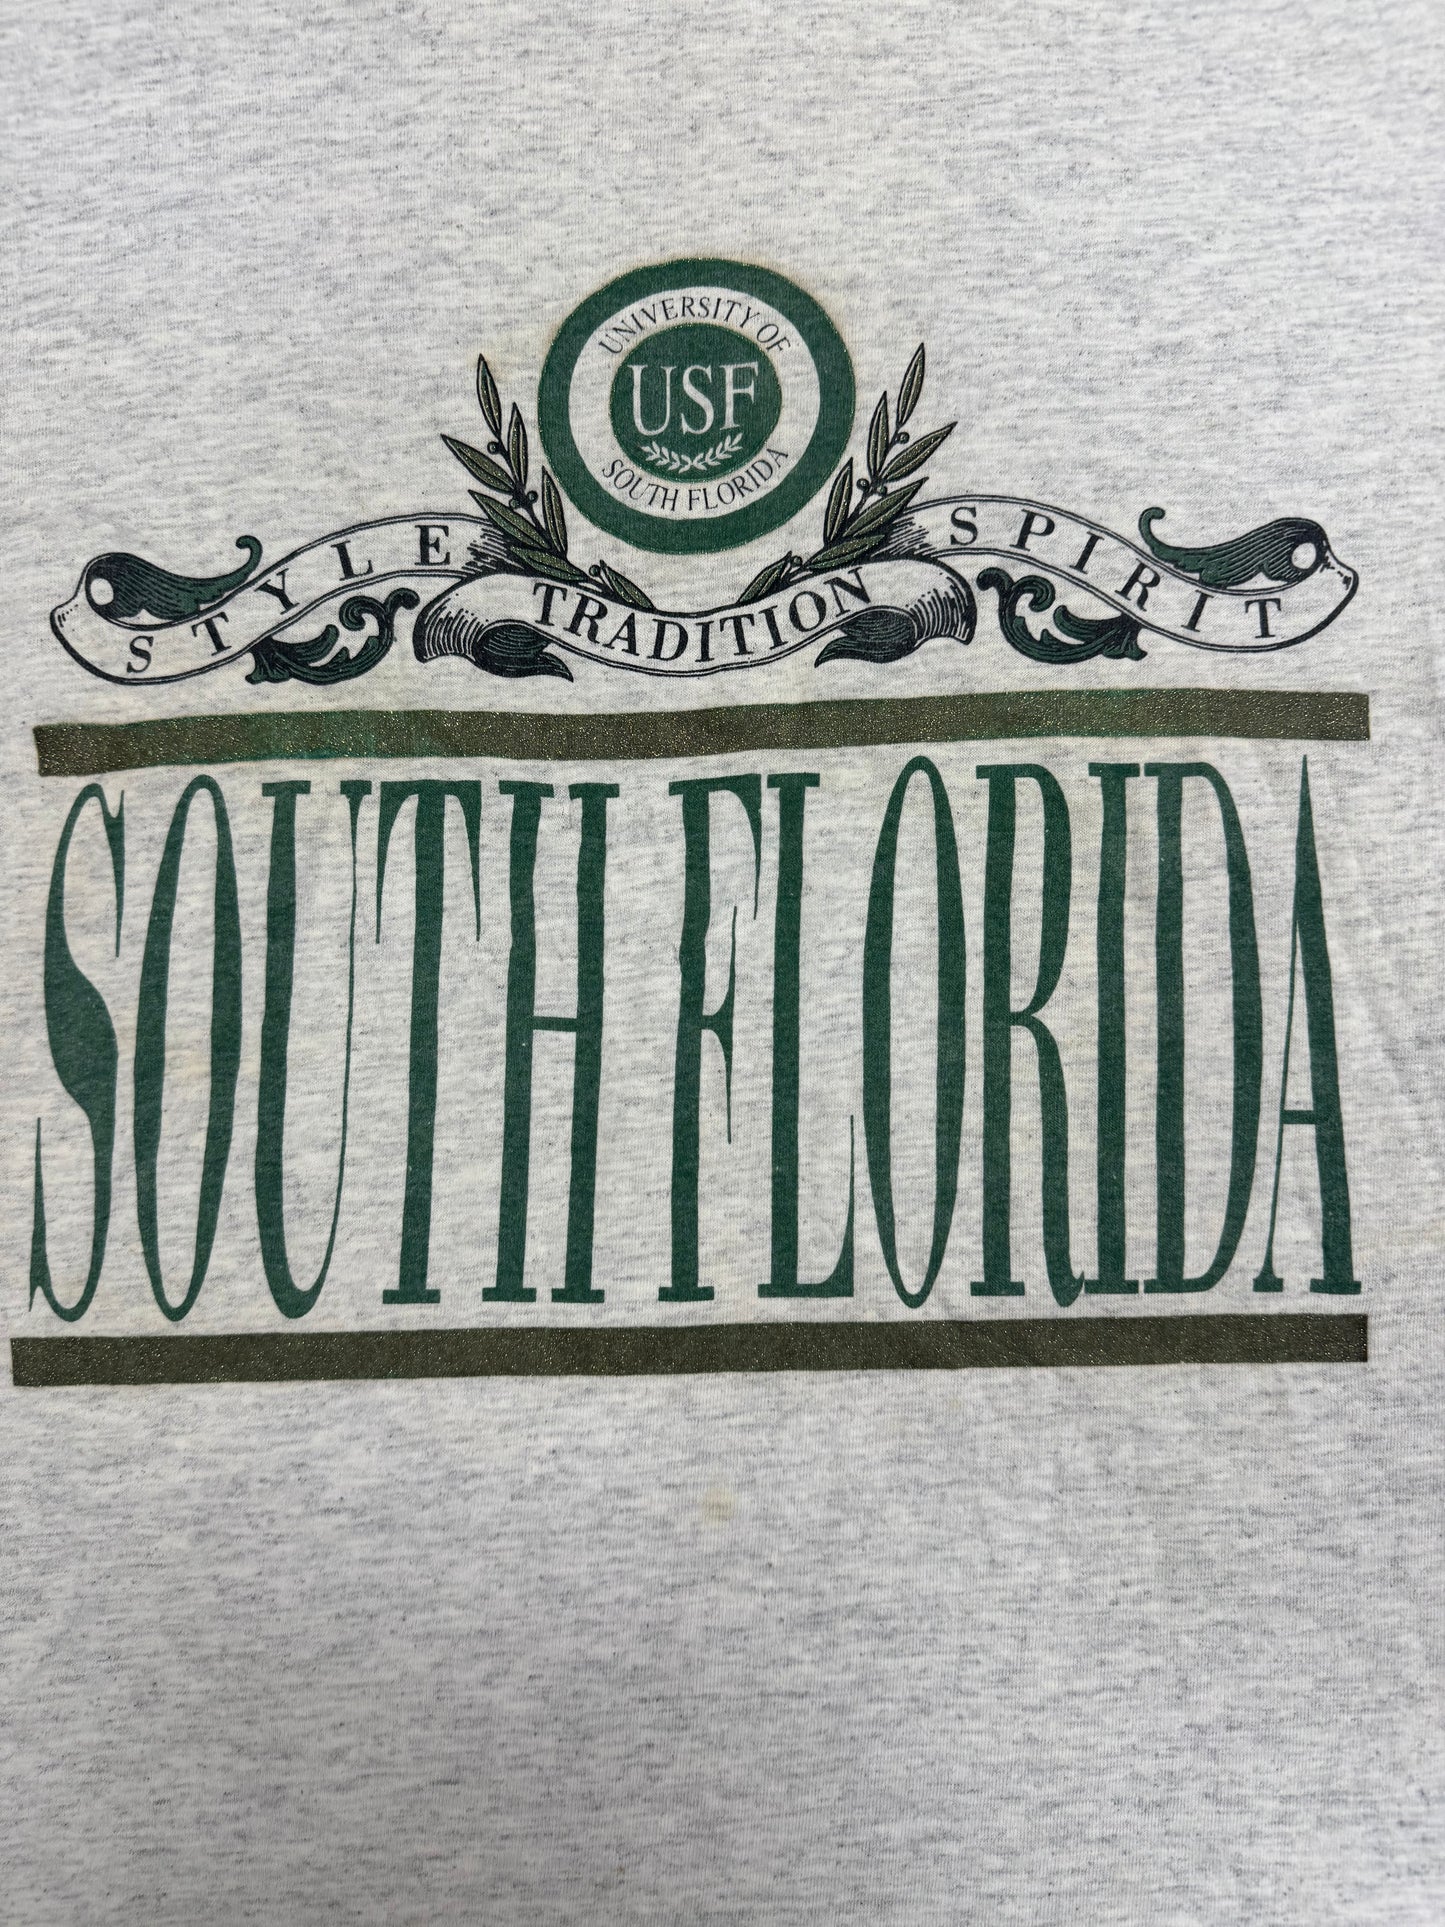 UNIVERSITY OF
USF
SOUTH FLORIDA
STYLE TRADITION SPIRIT
SOUTH FLORIDA